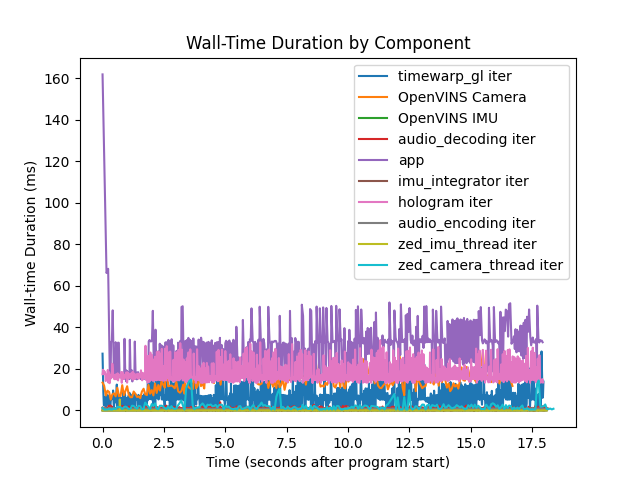 Wall-Time Duration by Component
Wall-time Duration (ms)
160
140
120
100
80
60
40
20
0
timewarp_gl iter
OpenVINS Camera
OpenVINS IMU
audio_decoding iter
app
imu_integrator iter
hologram iter
audio_encoding iter
zed_imu_thread iter
zed_camera_thread iter
0.0 2.5 5.0 7.5 10.0 12.5 15.0 17.5
Time (seconds after program start)